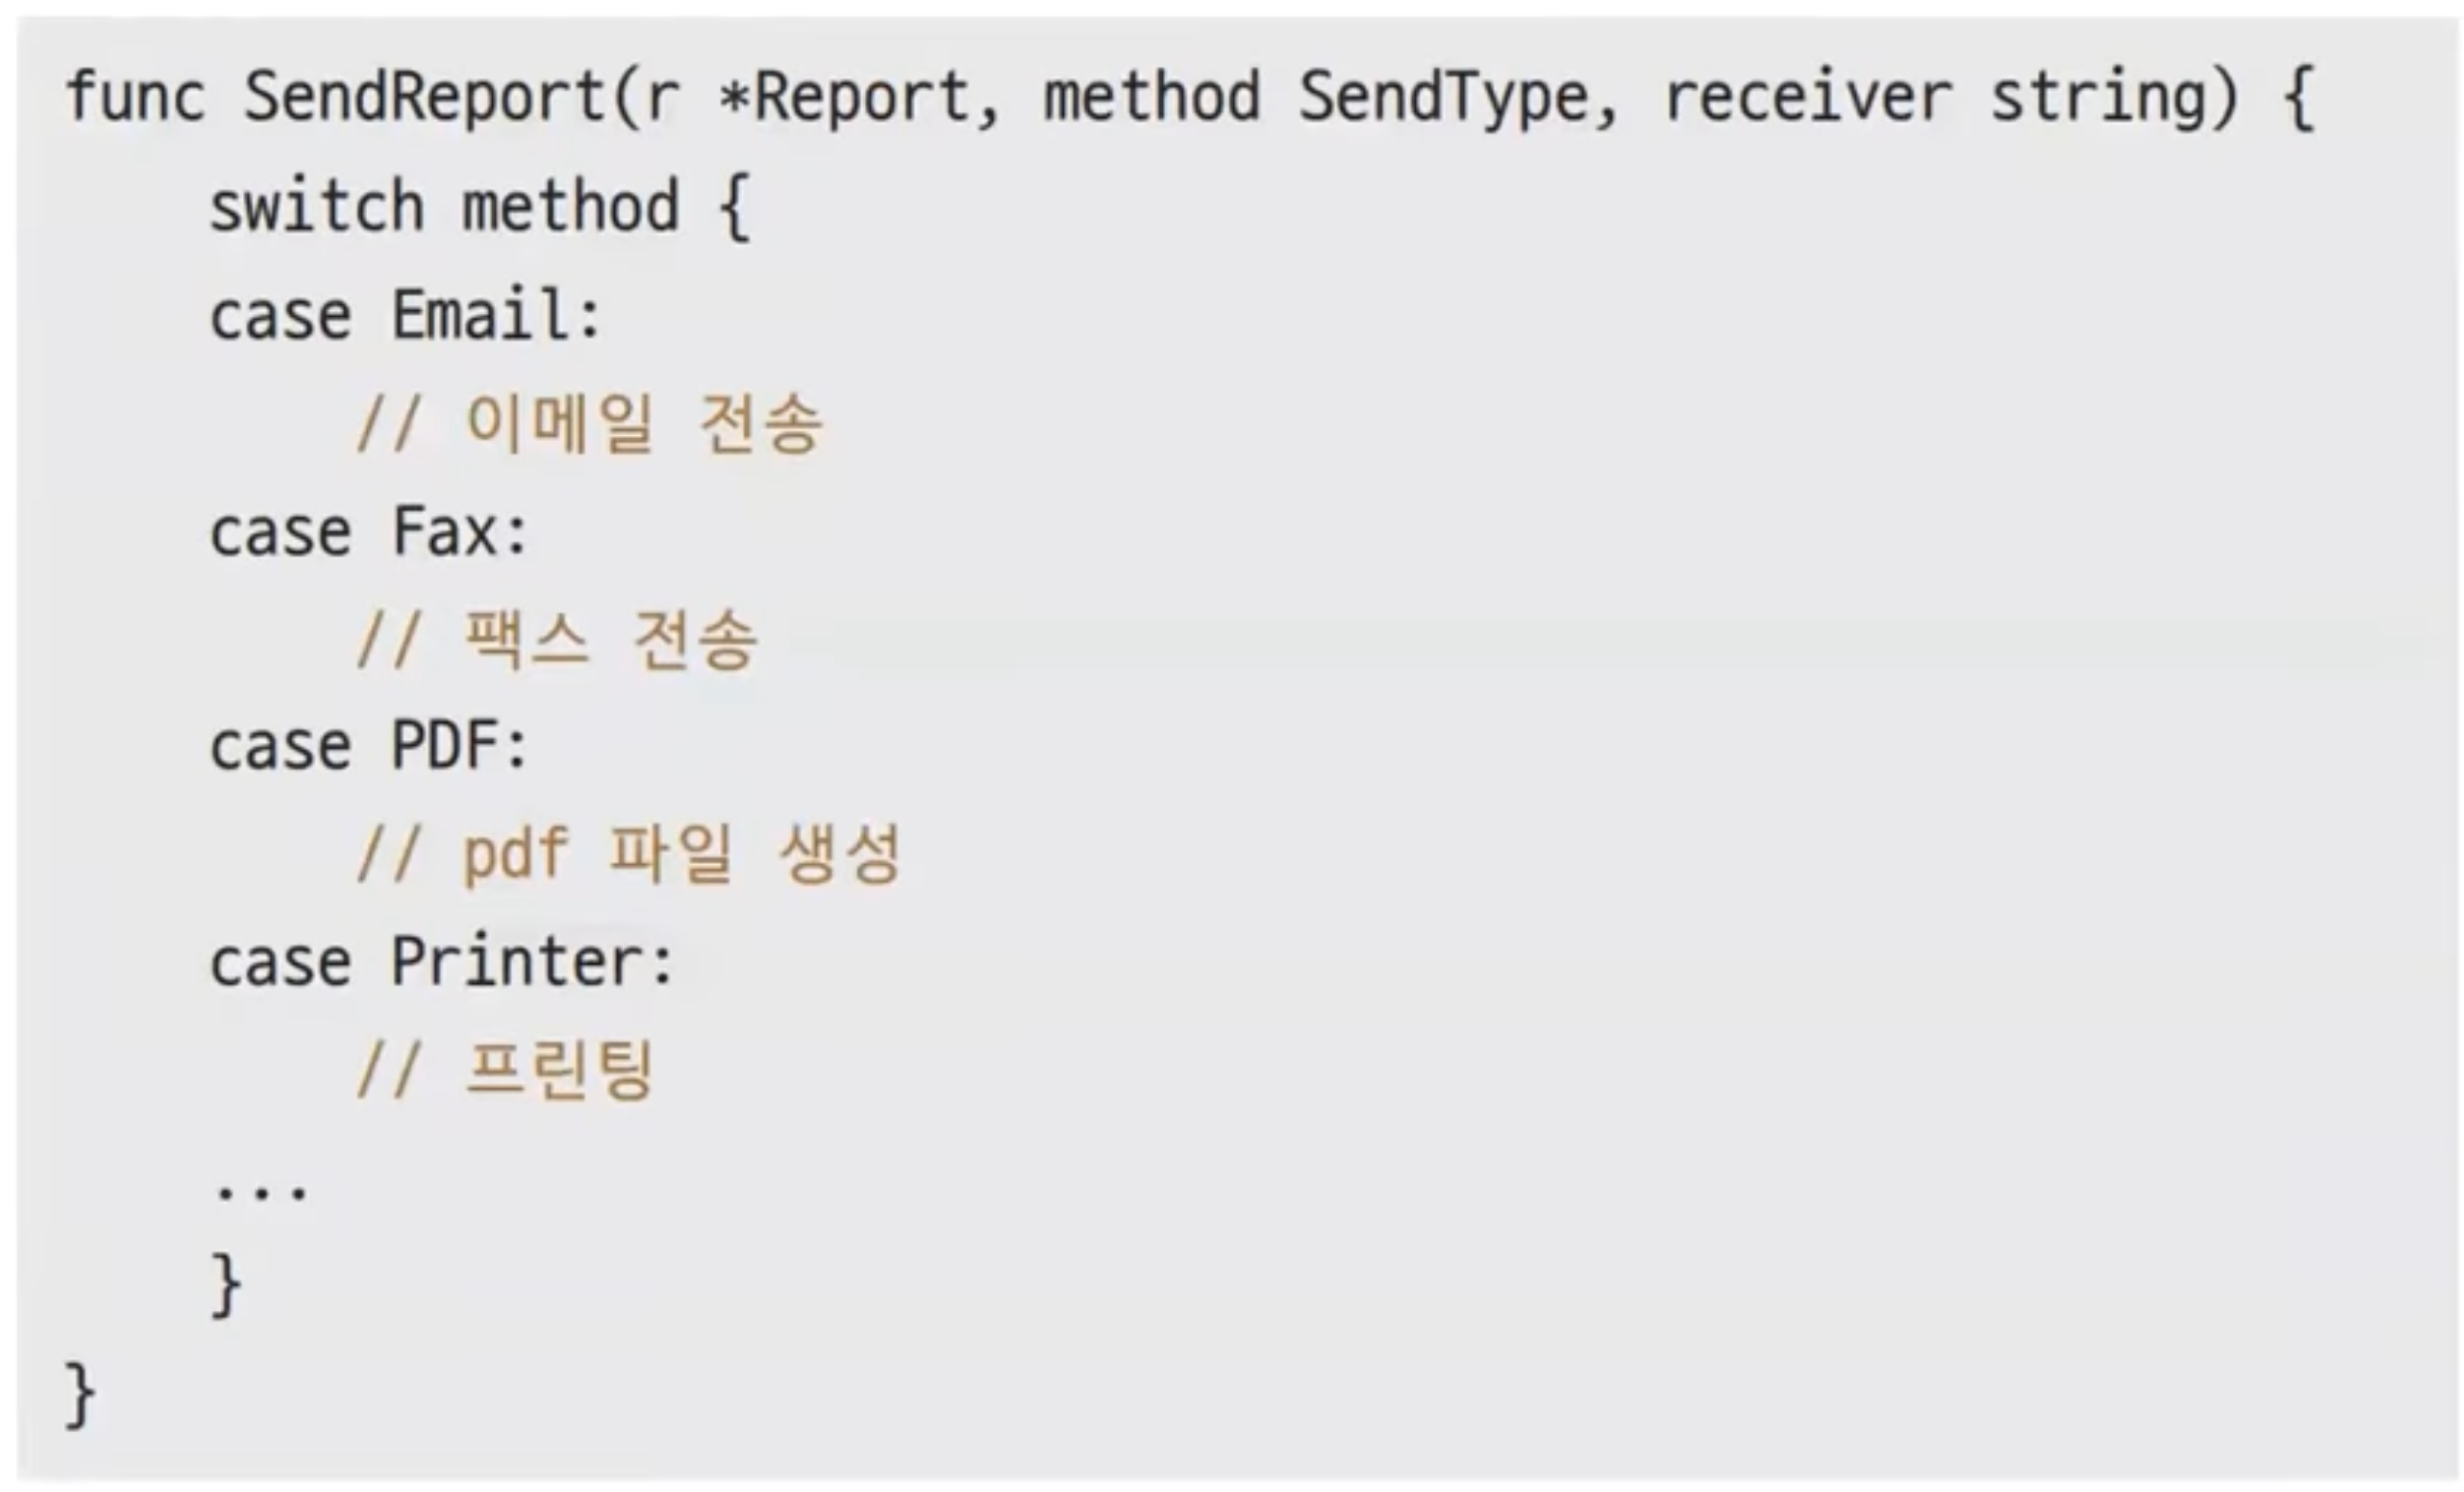 func SendReport(r *Report, method SendType, receiver string) {
    switch method {
    case Email:
        // 이메일 전송
    case Fax:
        // 팩스 전송
    case PDF:
        // pdf 파일 생성
    case Printer:
        // 프린팅
    ...
    }
}